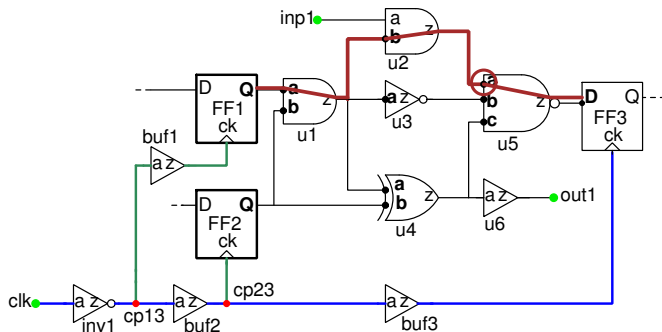 inp1
a
b
z
u2
D
Q
FF1
ck
a
b
z
u1
a
z
u3
a
b
c
z
u5
D
Q
FF3
ck
buf1
a z
D
Q
FF2
ck
a
b
z
u4
a z
u6
out1
clk
a z
inv1
cp13
a z
buf2
cp23
a z
buf3